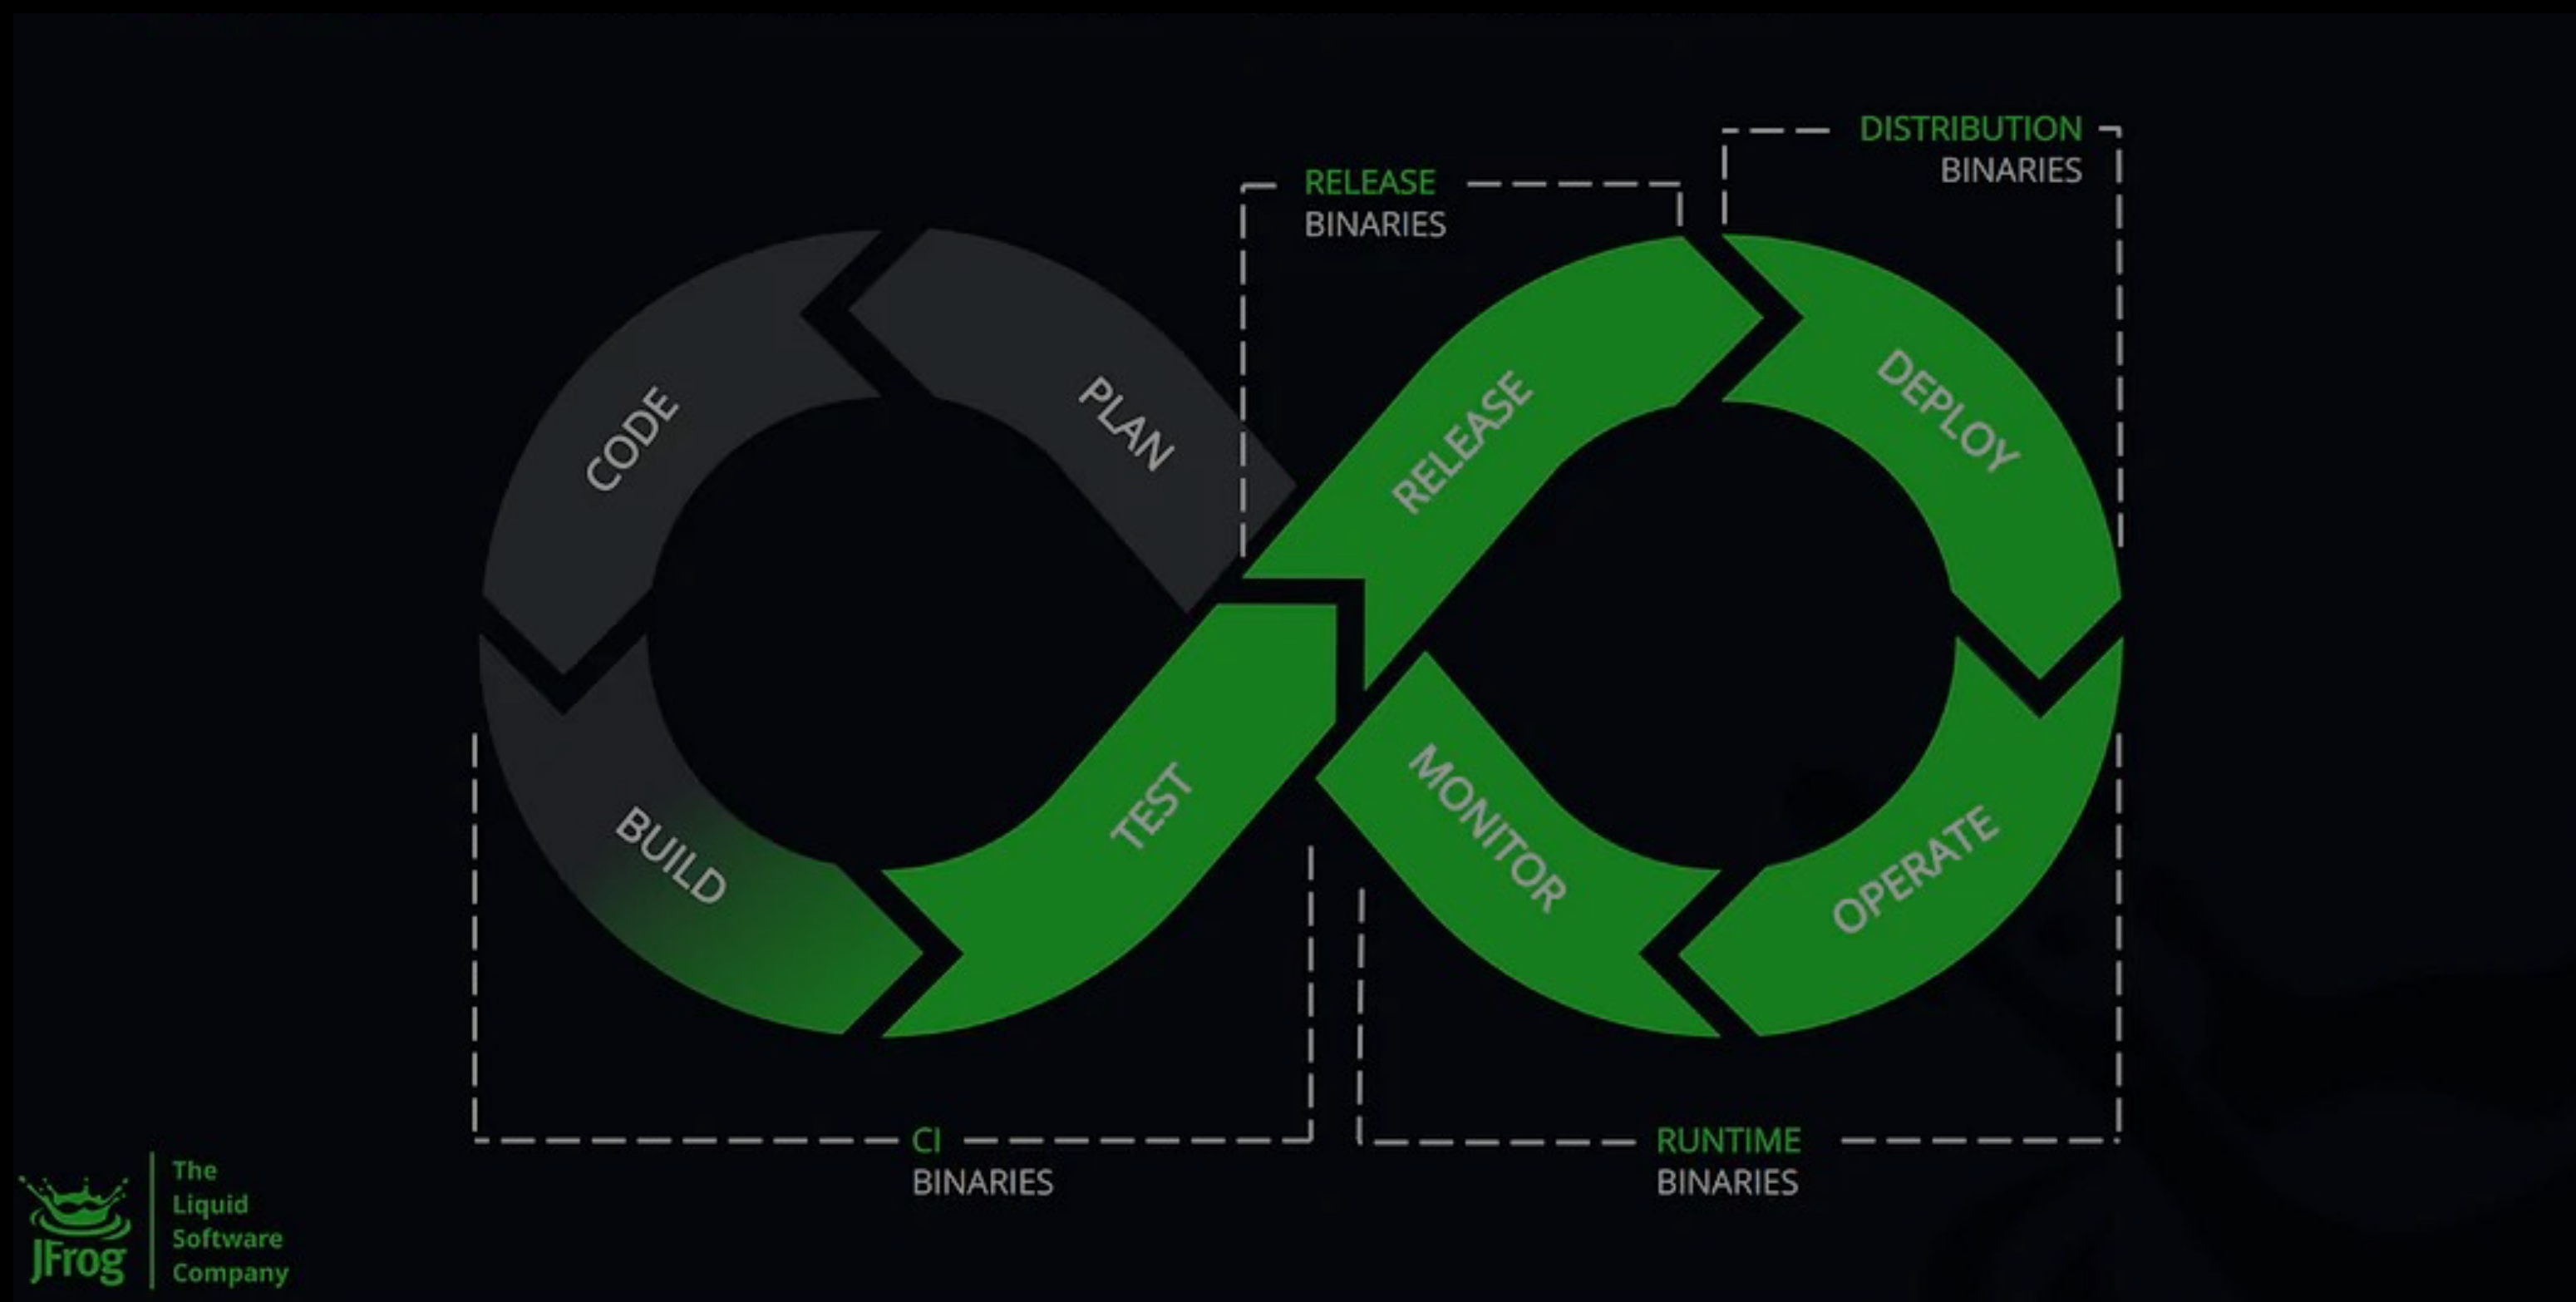 DISTRIBUTION
BINARIES
RELEASE
BINARIES
CODE
PLAN
RELEASE
DEPLOY
BUILD
TEST
MONITOR
OPERATE
CI
BINARIES
RUNTIME
BINARIES
JFrog
The
Liquid
Software
Company